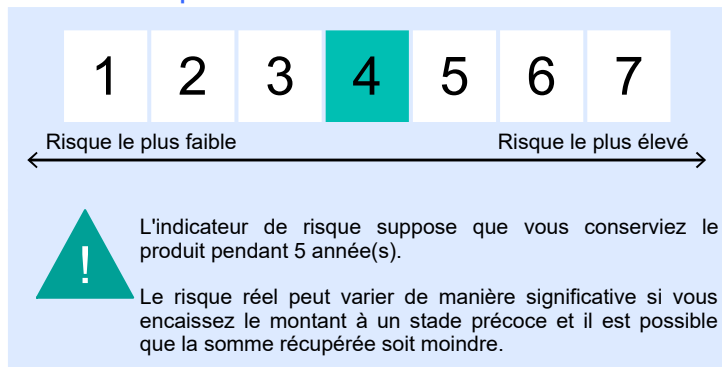 1 2 3 4 5 6 7
Risque le plus faible Risque le plus élevé
!
L'indicateur de risque suppose que vous conserviez le
produit pendant 5 année(s).
Le risque réel peut varier de manière significative si vous
encaissez le montant à un stade précoce et il est possible
que la somme récupérée soit moindre.